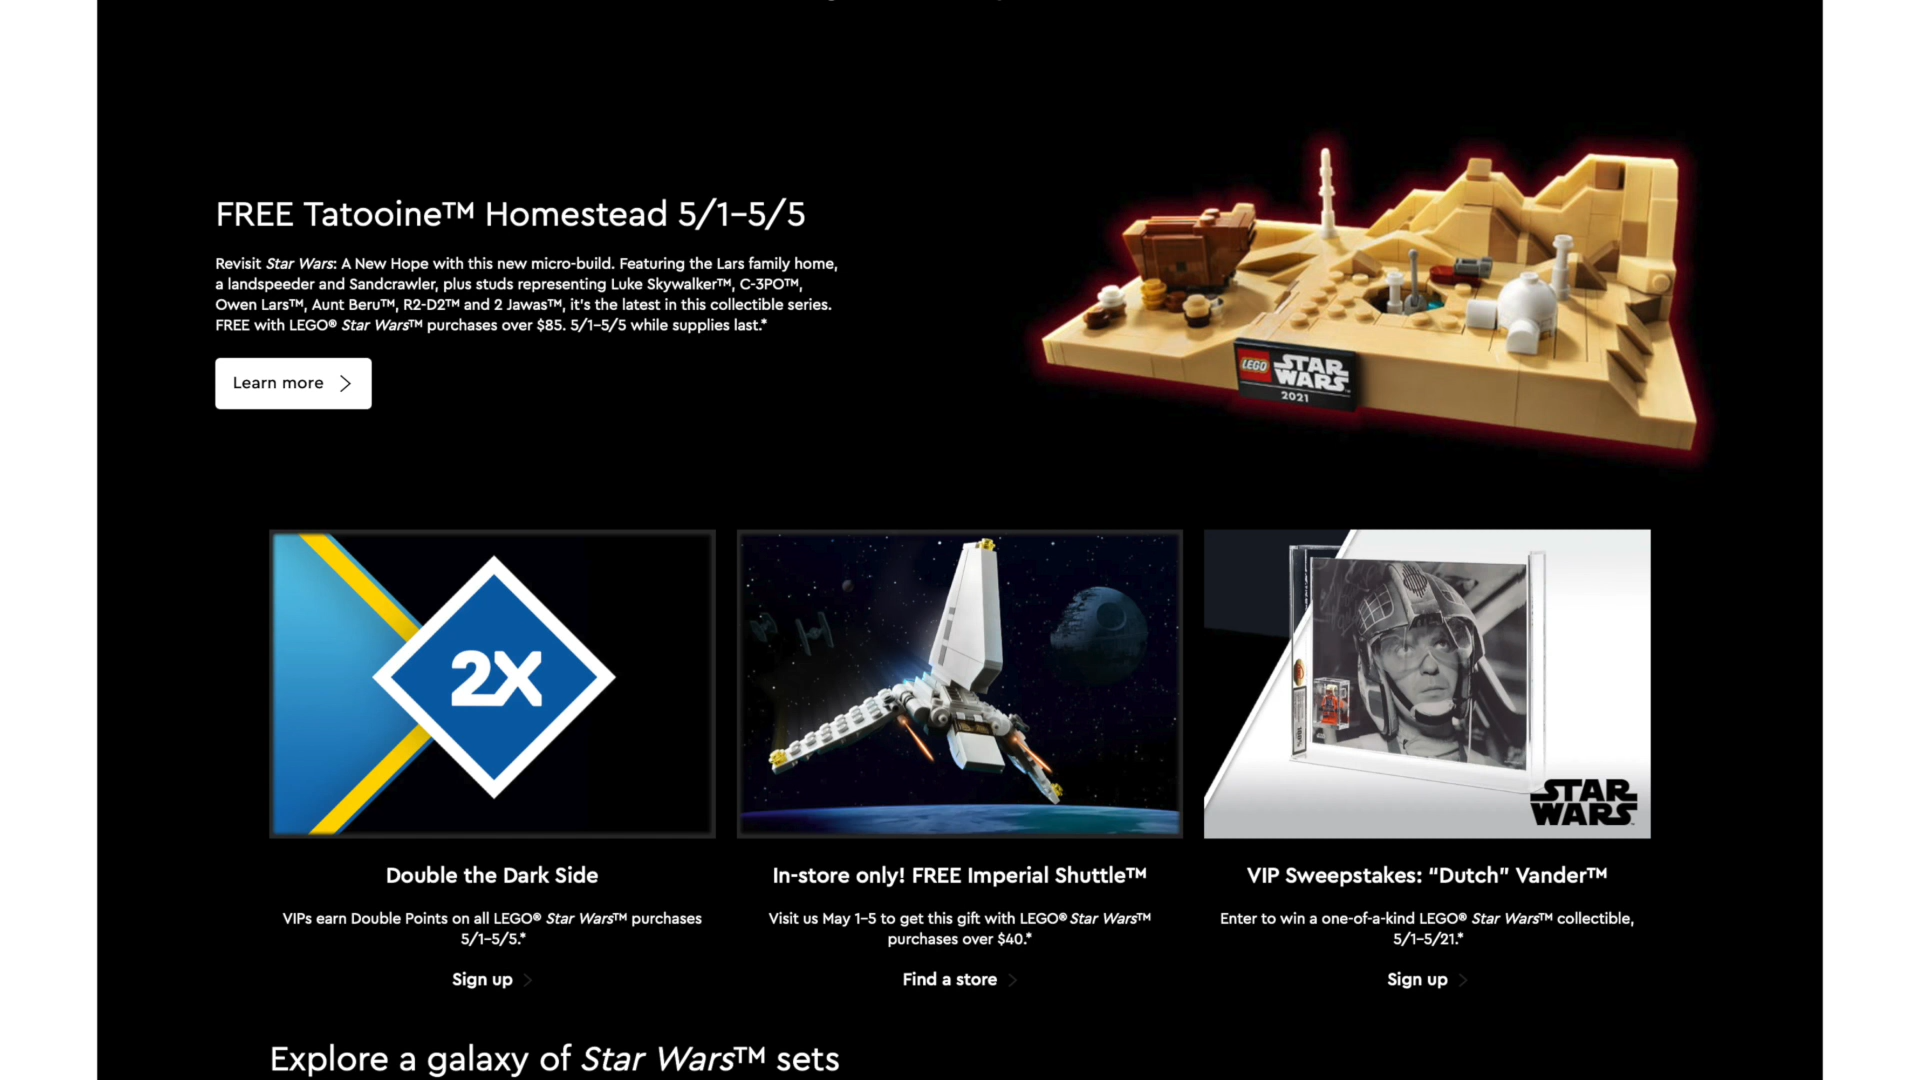 FREE Tatooine™ Homestead 5/1–5/5
Revisit Star Wars: A New Hope with this new micro-build. Featuring the Lars family home,
a landspeeder and Sandcrawler, plus studs representing Luke Skywalker™, C-3PO™,
Owen Lars™, Aunt Beru™, R2-D2™ and 2 Jawas™, it's the latest in this collectible series.
FREE with LEGO® Star Wars™ purchases over $85. 5/1–5/5 while supplies last.*
Learn more
LEGO STAR WARS
2021
2X
STAR WARS
Double the Dark Side
VIPs earn Double Points on all LEGO® Star Wars™ purchases
5/1–5/5.*
Sign up
In-store only! FREE Imperial Shuttle™
Visit us May 1–5 to get this gift with LEGO® Star Wars™
purchases over $40.*
Find a store
VIP Sweepstakes: “Dutch” Vander™
Enter to win a one-of-a-kind LEGO® Star Wars™ collectible,
5/1–5/21.*
Sign up
Explore a galaxy of Star Wars™ sets